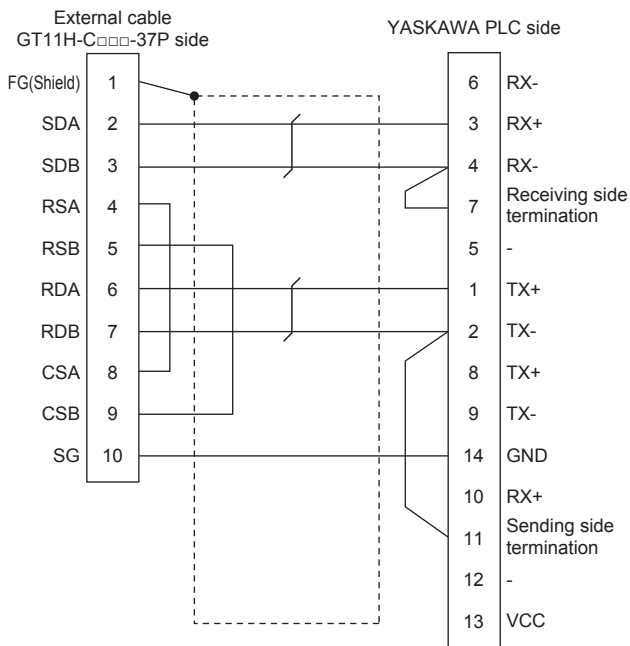 External cable
GT11H-C□□□-37P side
YASKAWA PLC side
FG(Shield) 1 6 RX-
SDA 2 3 RX+
SDB 3 4 RX-
RSA 4 7 Receiving side
termination
RSB 5 5 -
RDA 6 1 TX+
RDB 7 2 TX-
CSA 8 8 TX+
CSB 9 9 TX-
SG 10 14 GND
10 RX+
11 Sending side
termination
12 -
13 VCC